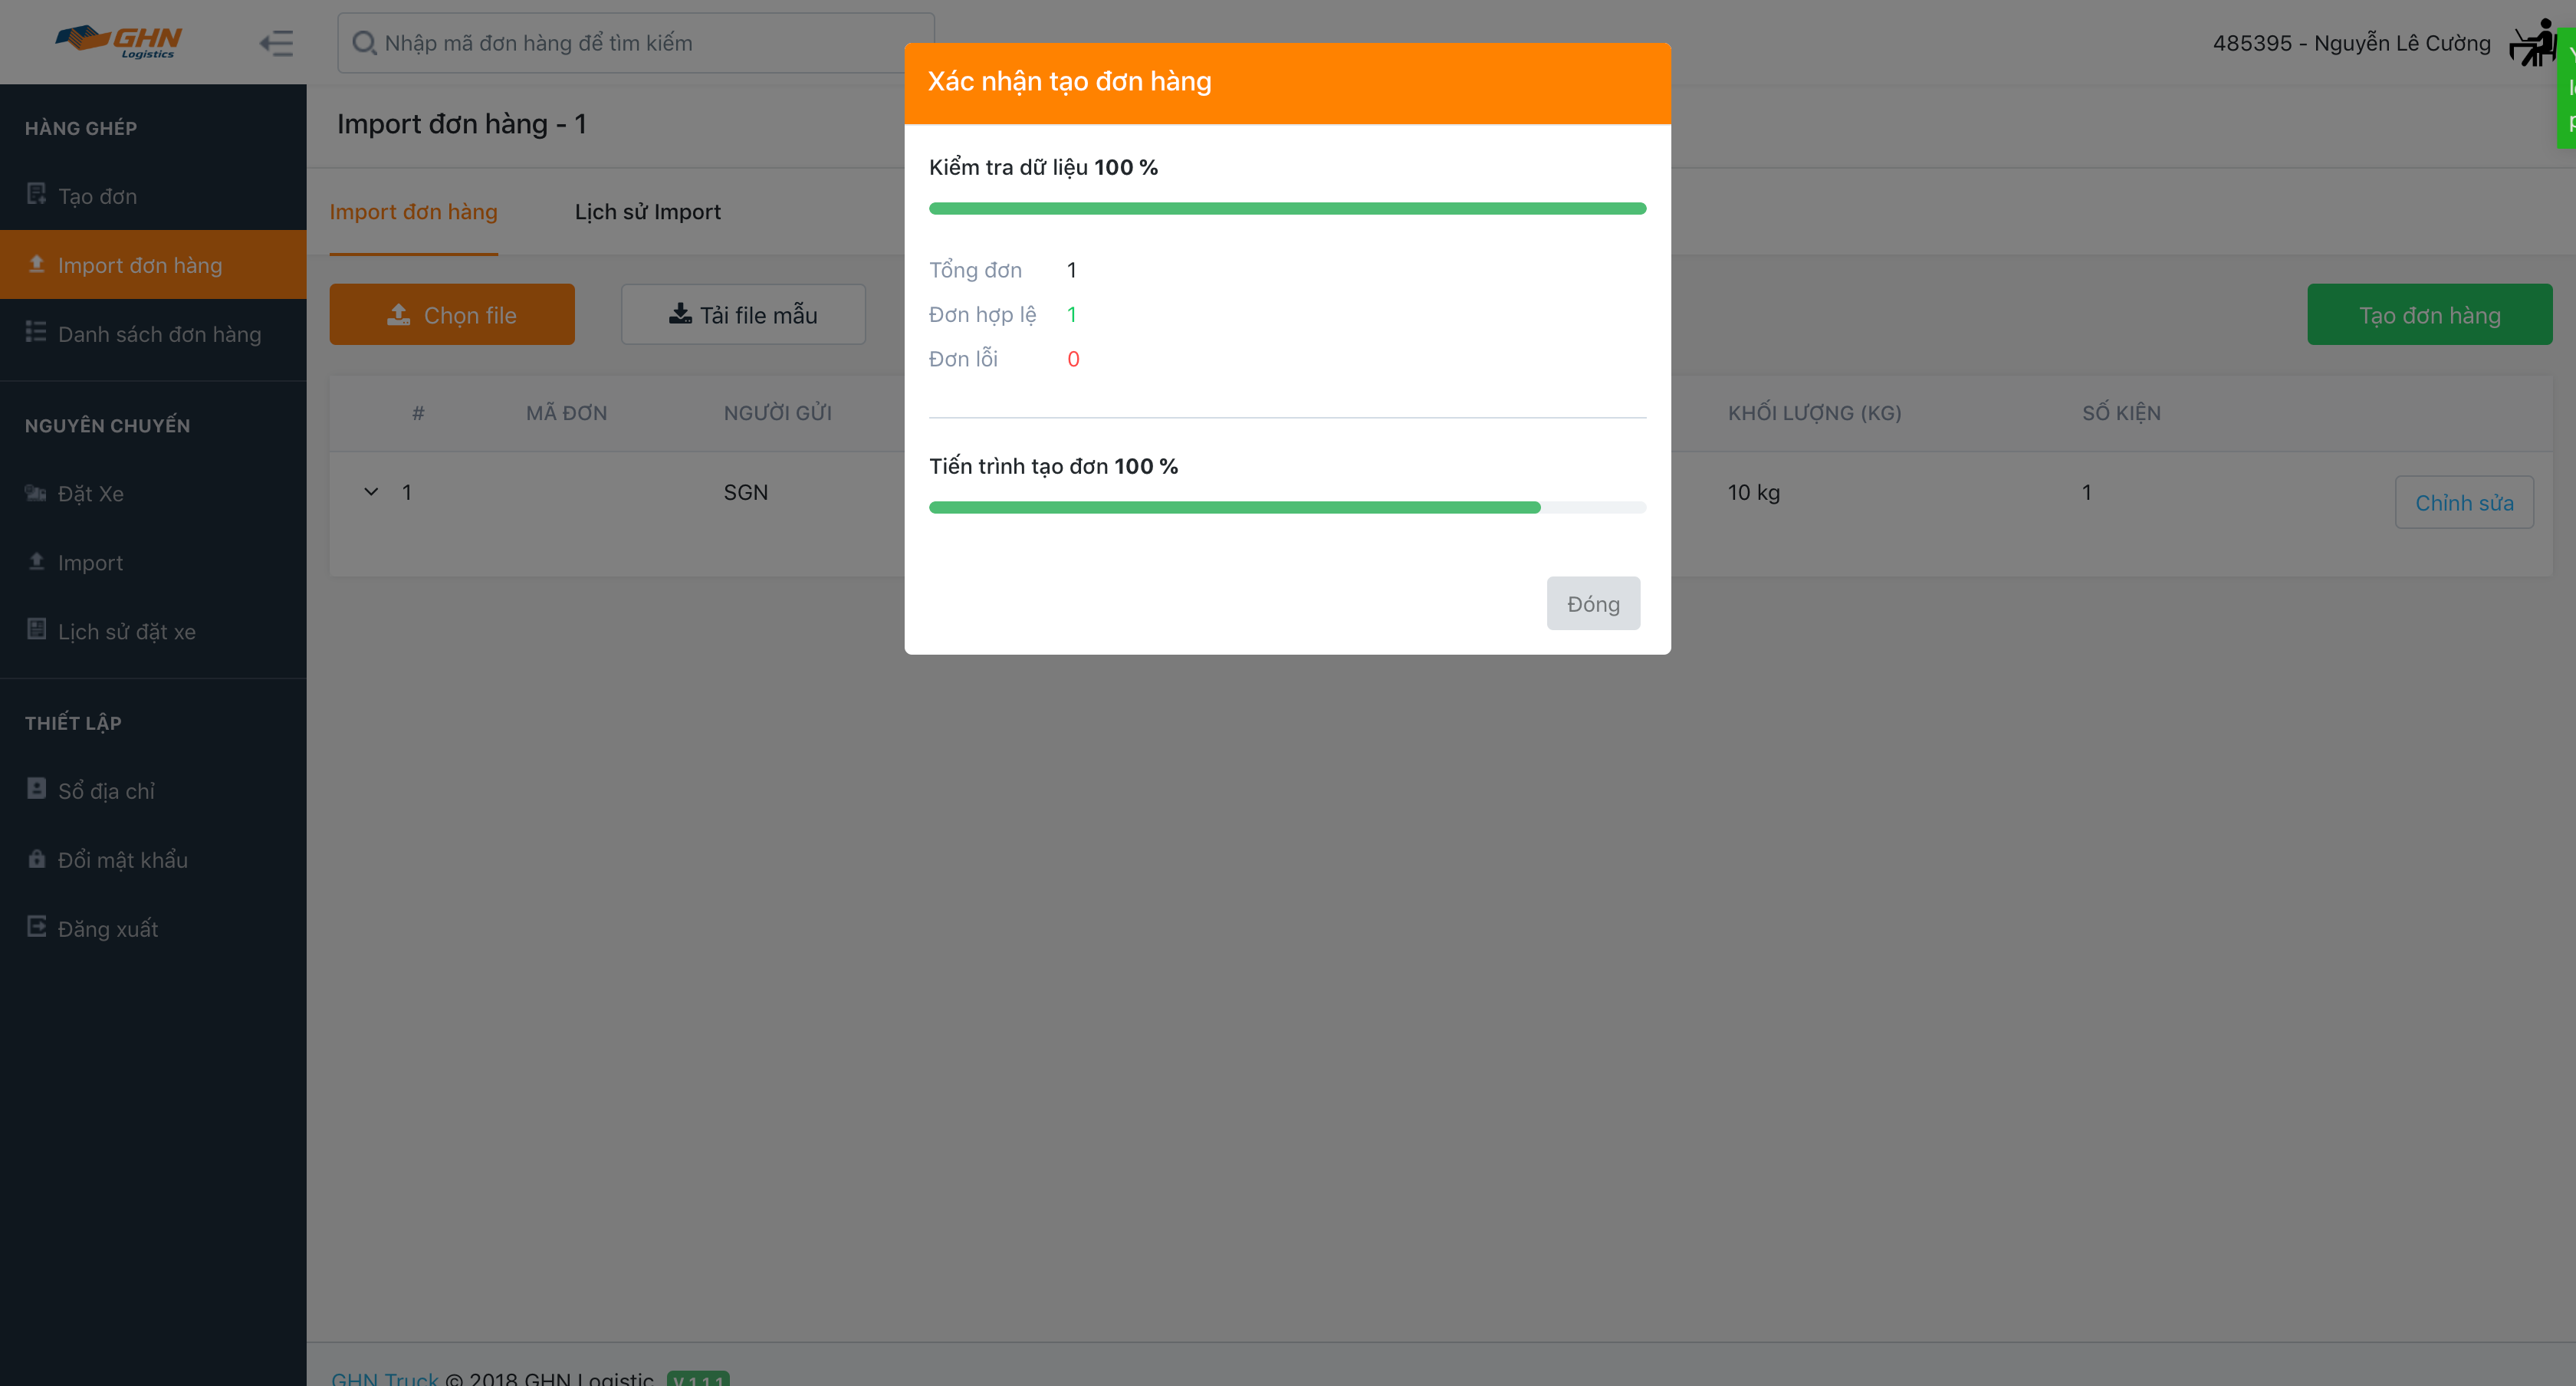 GHN
Logistics
Nhập mã đơn hàng để tìm kiếm
485395 - Nguyễn Lê Cường
HÀNG GHÉP
Tạo đơn
Import đơn hàng
Danh sách đơn hàng
NGUYÊN CHUYẾN
Đặt Xe
Import
Lịch sử đặt xe
THIẾT LẬP
Sổ địa chỉ
Đổi mật khẩu
Đăng xuất
Import đơn hàng - 1
Import đơn hàng Lịch sử Import
Chọn file Tải file mẫu Tạo đơn hàng
# MÃ ĐƠN NGƯỜI GỬI KHỐI LƯỢNG (KG) SỐ KIỆN
1 SGN 10 kg 1 Chỉnh sửa
Xác nhận tạo đơn hàng
Kiểm tra dữ liệu 100 %
Tổng đơn 1
Đơn hợp lệ 1
Đơn lỗi 0
Tiến trình tạo đơn 100 %
Đóng
GHN Truck © 2018 GHN Logistic V 1.1.1